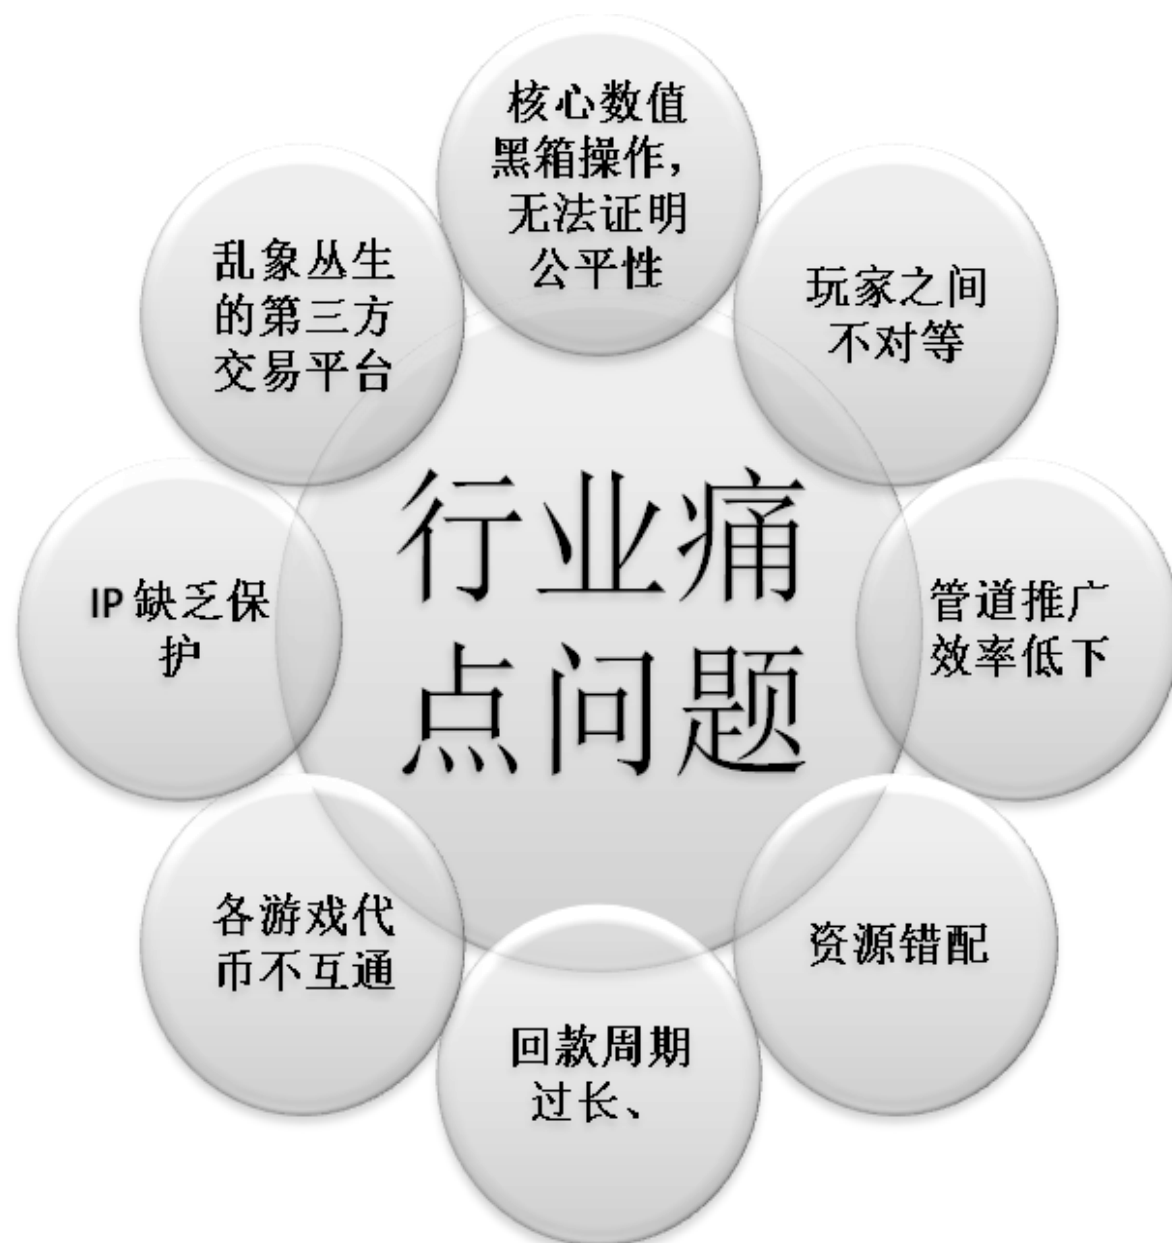 核心数值
黑箱操作，
无法证明
公平性
玩家之间
不对等
管道推广
效率低下
资源错配
回款周期
过长、
各游戏代
币不互通
IP 缺乏保
护
乱象丛生
的第三方
交易平台
行业痛
点问题